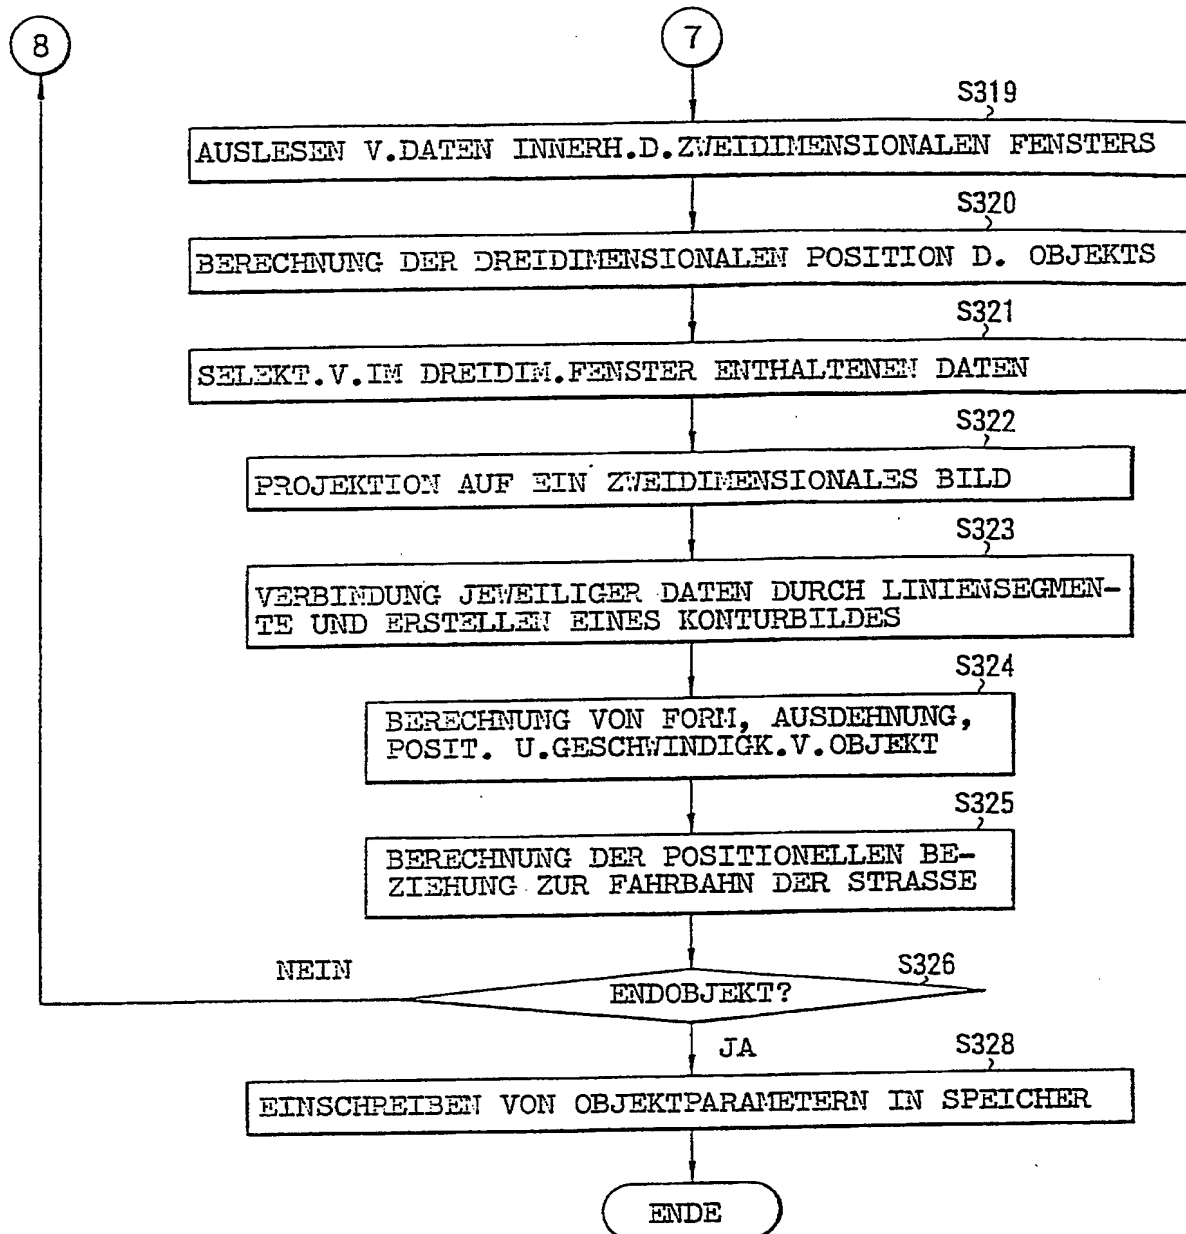 8
7
S319
AUSLESEN V.DATEN INNERH.D.ZWEIDIMENSIONALEN FENSTERS
S320
BERECHNUNG DER DREIDIMENSIONALEN POSITION D. OBJEKTS
S321
SELEKT.V.IM DREIDIM.FENSTER ENTHALTENEN DATEN
S322
PROJEKTION AUF EIN ZWEIDIMENSIONALES BILD
S323
VERBINDUNG JEWEILIGER DATEN DURCH LINIENSEGMEN-
TE UND ERSTELLEN EINES KONTURBILDES
S324
BERECHNUNG VON FORM, AUSDEHNUNG,
POSIT. U.GESCHWINDIGK.V.OBJEKT
S325
BERECHNUNG DER POSITIONELLEN BE-
ZIEHUNG ZUR FAHRBAHN DER STRASSE
NEIN
S326
ENDOBJEKT?
JA
S328
EINSCHREIBEN VON OBJEKTPARAMETERN IN SPEICHER
ENDE